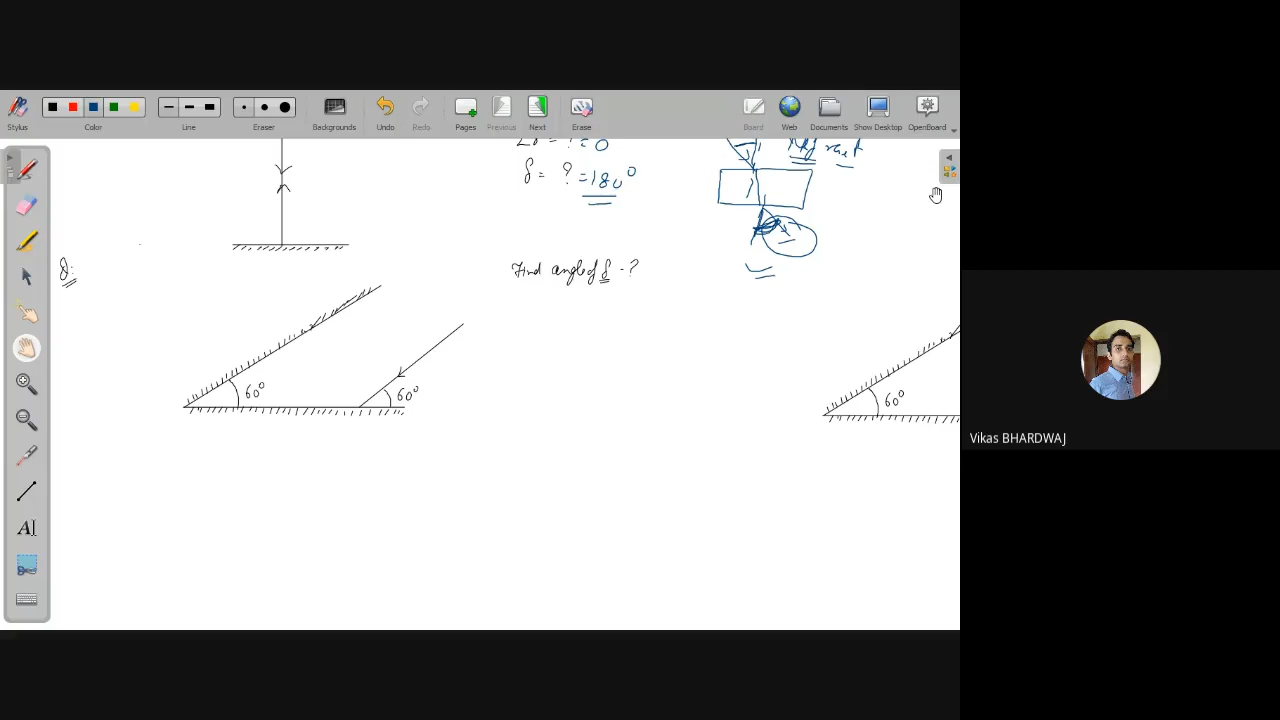 Stylus
Color
Line
Eraser
Backgrounds
Undo
Redo
Pages
Previous
Next
Erase
Board
Web
Documents
Show Desktop
OpenBoard
= ? = 0
δ = ? = 180°
Q:
Find angle of δ - ?
60°
60°
60°
A
Vikas BHARDWAJ